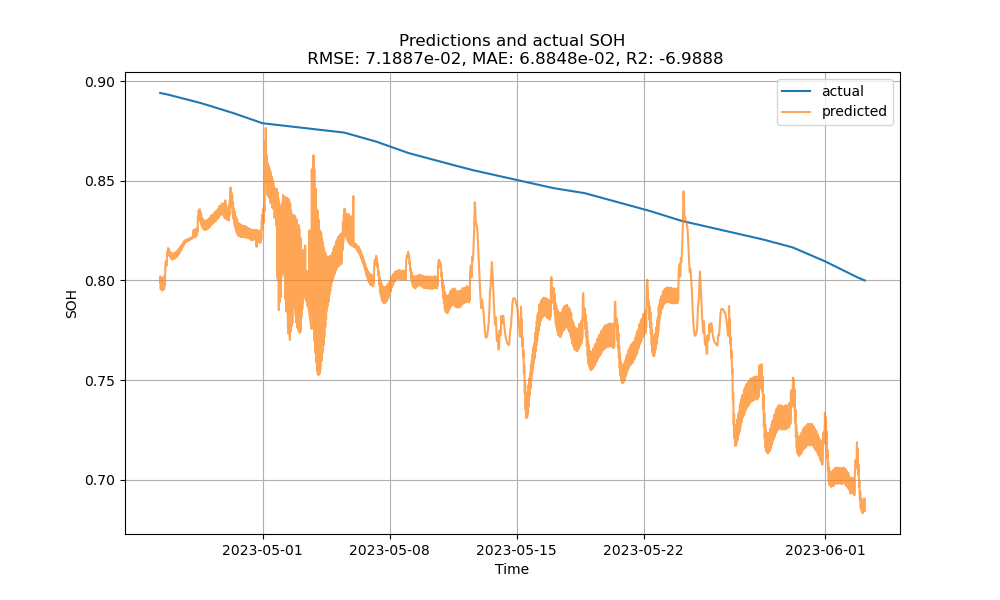 Predictions and actual SOH
RMSE: 7.1887e-02, MAE: 6.8848e-02, R2: -6.9888
actual
predicted
0.90
0.85
0.80
0.75
0.70
SOH
2023-05-01
2023-05-08
2023-05-15
2023-05-22
2023-06-01
Time